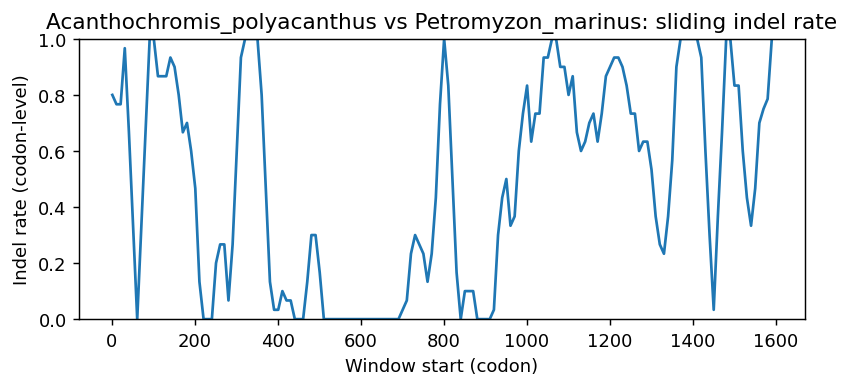 Acanthochromis_polyacanthus vs Petromyzon_marinus: sliding indel rate
Indel rate (codon-level)
1.0
0.8
0.6
0.4
0.2
0.0
0 200 400 600 800 1000 1200 1400 1600
Window start (codon)